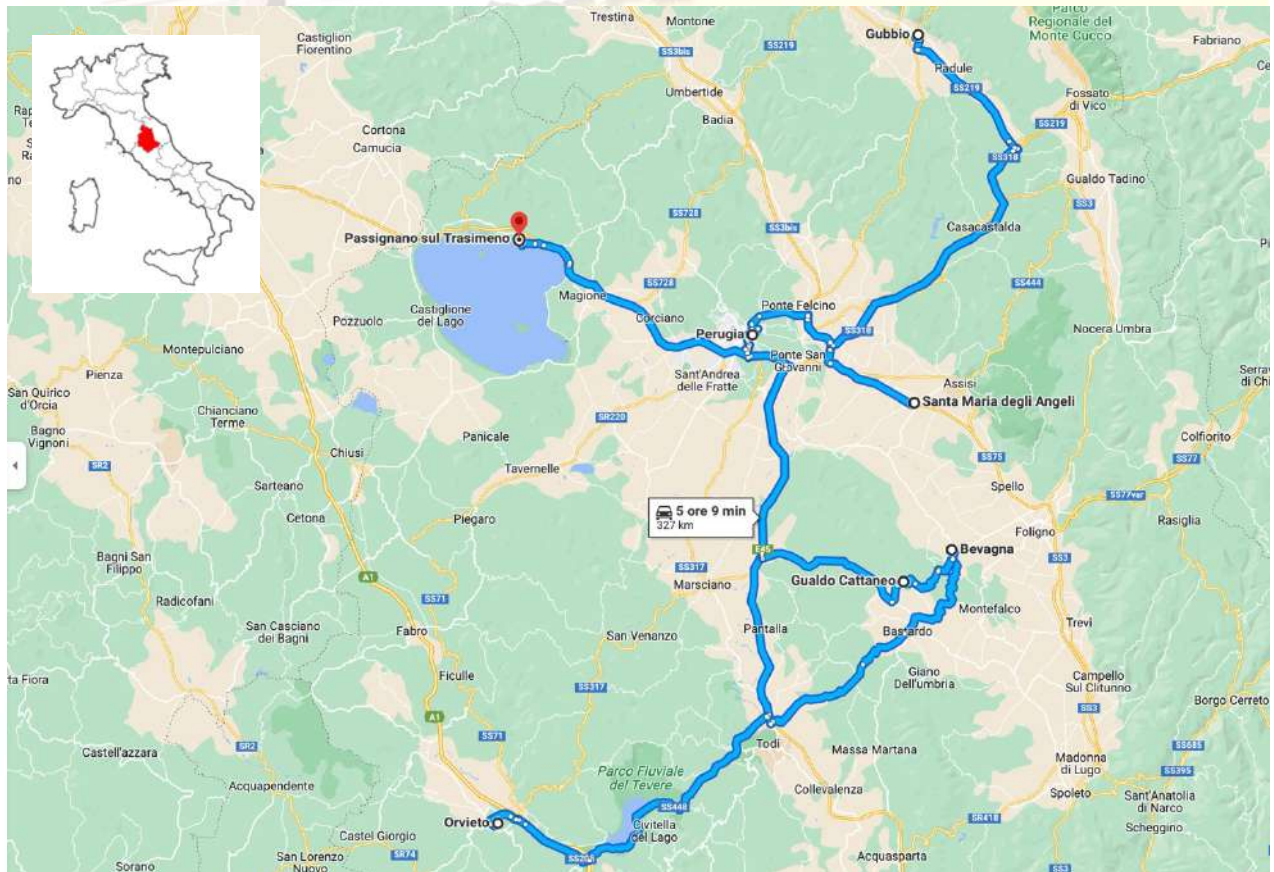 Trestina
Montone
Parco
Regionale del
Monte Cucco
Castiglion
Fiorentino
SS3bis
SS219
Gubbio
Fabriano
Radule
SS219
Umbertide
Fossato
di Vico
Badia
Cortona
Camucia
SS219
SS318
Gualdo Tadino
SS3
SS728
SS3bis
Casacastalda
Passignano sul Trasimeno
SS728
SS444
Magione
Castiglione
del Lago
Ponte Felcino
Pozzuolo
Corciano
Perugia
SS318
Nocera Umbra
Montepulciano
Ponte San
Giovanni
Pienza
Sant'Andrea
delle Fratte
Assisi
San Quirico
d'Orcia
Chianciano
Terme
Santa Maria degli Angeli
SR220
Bagno
Vignoni
Panicale
Colfiorito
SR2
Chiusi
SS75
SS77
Tavernelle
Sarteano
Spello
SS77var
Cetona
Piegaro
5 ore 9 min
327 km
Foligno
Rasiglia
SS3
E45
Bevagna
Bagni San
Filippo
SS317
Marsciano
Gualdo Cattaneo
A1
Radicofani
SS71
Montefalco
San Casciano
dei Bagni
Fabro
San Venanzo
Pantalla
Bastardo
Trevi
Ficulle
Giano
Dell'umbria
Campello
Sul Clitunno
SS317
Borgo Cerreto
A1
SS3
SR2
SS71
Castell'azzara
Todi
Massa Martana
SS685
Acquapendente
Parco Fluviale
del Tevere
Madonna
di Lugo
SS395
Collevalenza
Sant'Anatolia
di Narco
SS448
Spoleto
Orvieto
Civitella
del Lago
SR418
Castel Giorgio
Scheggino
SR74
San Lorenzo
Nuovo
SS205
Acquasparta
SS3
Sorano